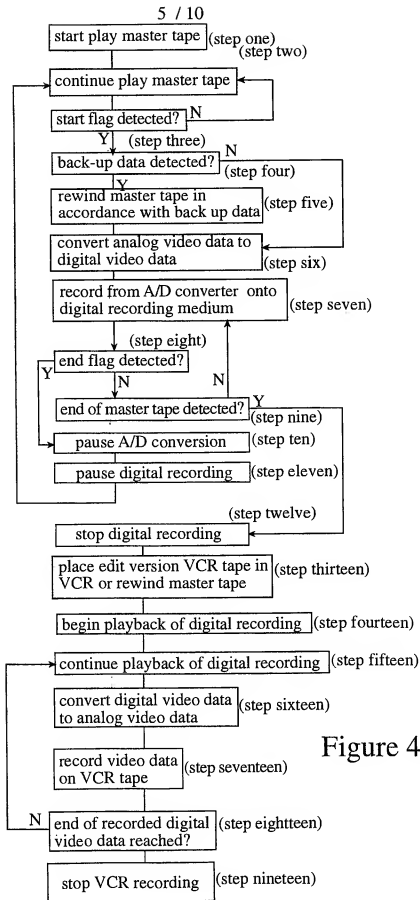 5 / 10
start play master tape
(step one)
(step two)
continue play master tape
N
start flag detected?
Y
(step three)
back-up data detected?
N
(step four)
Y
rewind master tape in
accordance with back up data
(step five)
convert analog video data to
digital video data
(step six)
record from A/D converter onto
digital recording medium
(step seven)
(step eight)
end flag detected?
Y
N
N
end of master tape detected?
Y
(step nine)
pause A/D conversion
(step ten)
pause digital recording
(step eleven)
(step twelve)
stop digital recording
place edit version VCR tape in
VCR or rewind master tape
(step thirteen)
begin playback of digital recording
(step fourteen)
continue playback of digital recording
(step fifteen)
convert digital video data
to analog video data
(step sixteen)
Figure 4
record video data
on VCR tape
(step seventeen)
N
end of recorded digital
video data reached?
(step eightteen)
stop VCR recording
(step nineteen)